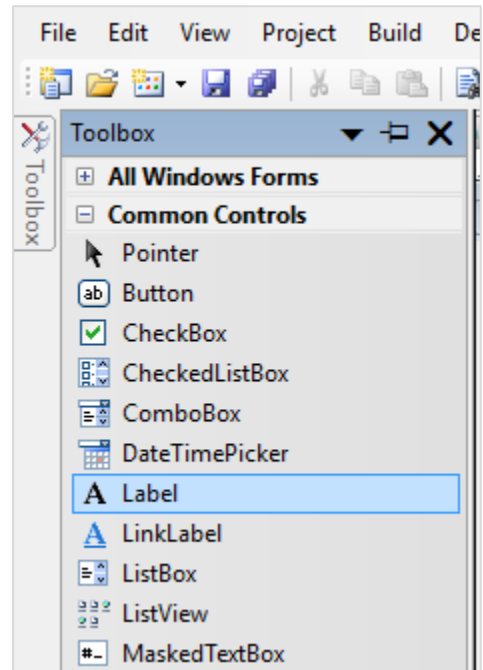 File Edit View Project Build De
Toolbox
Toolbox
All Windows Forms
Common Controls
Pointer
ab Button
CheckBox
CheckedListBox
ComboBox
DateTimePicker
A Label
A LinkLabel
ListBox
ListView
#- MaskedTextBox